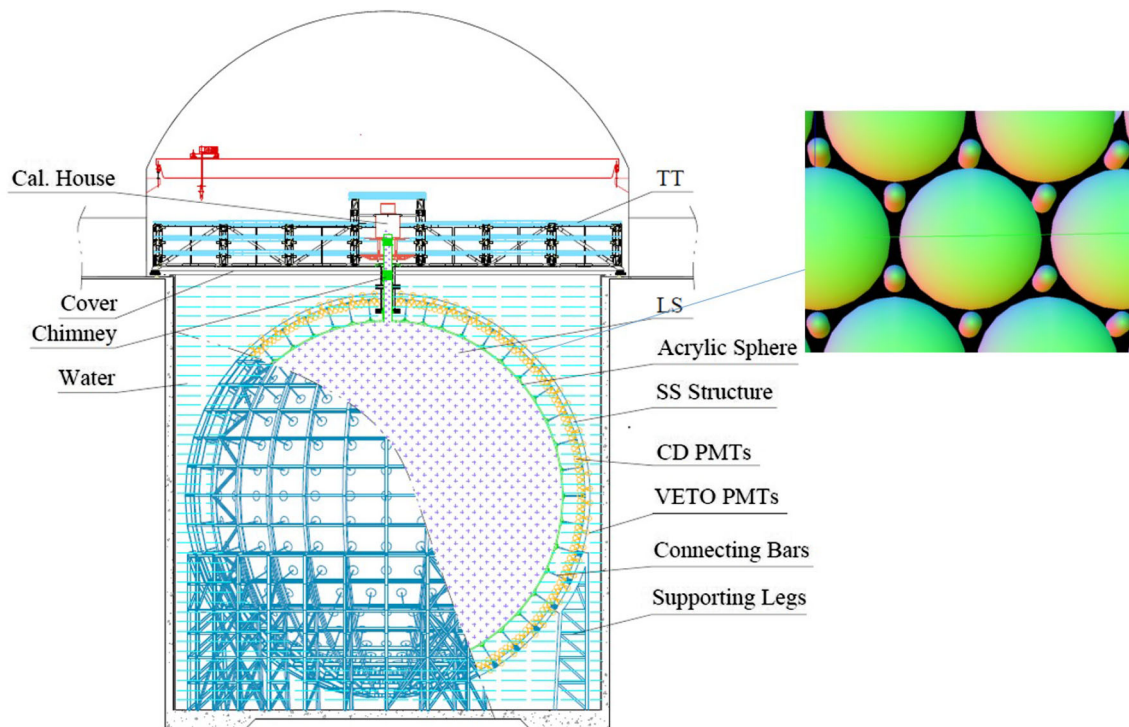 Cal. House
TT
Cover
Chimney
LS
Acrylic Sphere
Water
SS Structure
CD PMTs
VETO PMTs
Connecting Bars
Supporting Legs